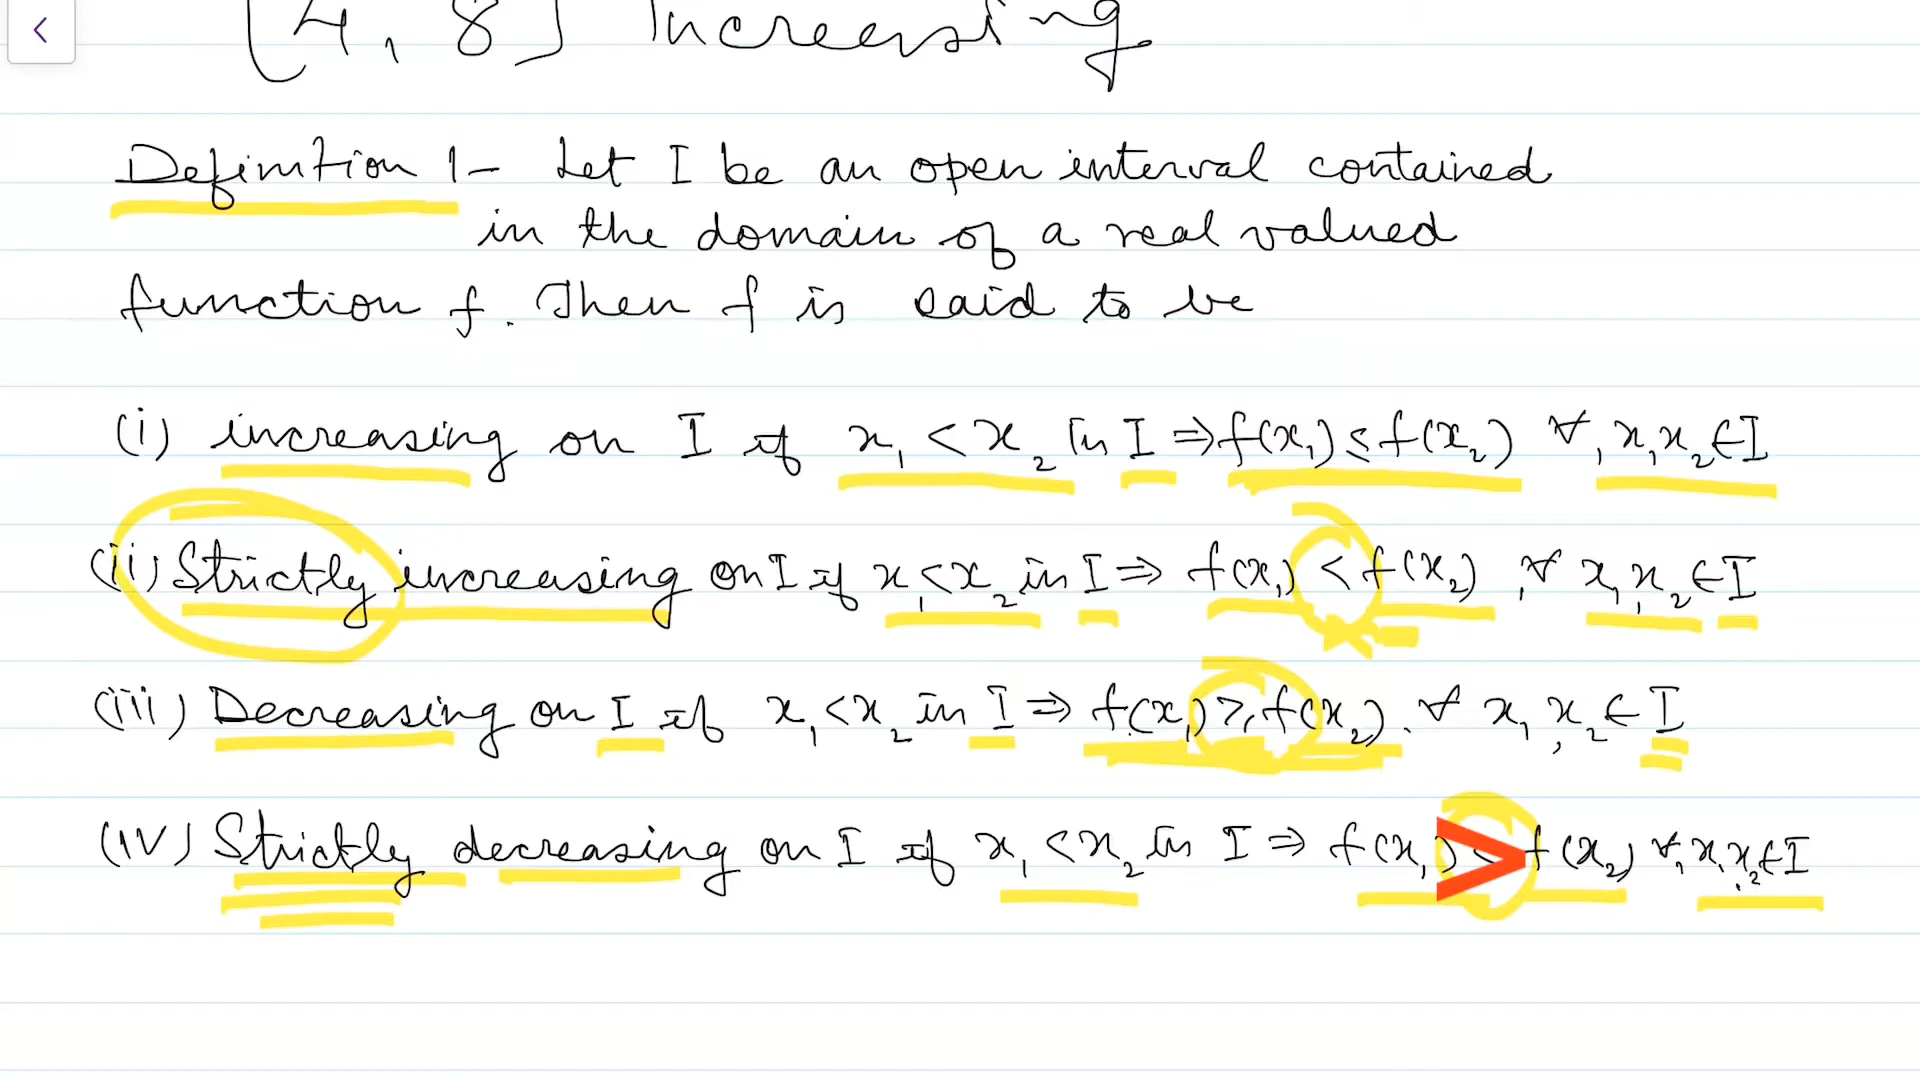 [4, 8] Increasing
Definition 1- Let I be an open interval contained
in the domain of a real valued
function f. Then f is said to be
(i) increasing on I if x₁ < x₂ in I ⇒ f(x₁) ≤ f(x₂) ∀, x₁, x₂ ∈ I
(ii) Strictly increasing on I if x₁ < x₂ in I ⇒ f(x₁) < f(x₂), ∀ x₁, x₂ ∈ I
(iii) Decreasing on I if x₁ < x₂ in I ⇒ f(x₁) ≥ f(x₂). ∀ x₁, x₂ ∈ I
(iv) Strictly decreasing on I if x₁ < x₂ in I ⇒ f(x₁) > f(x₂) ∀, x₁, x₂ ∈ I